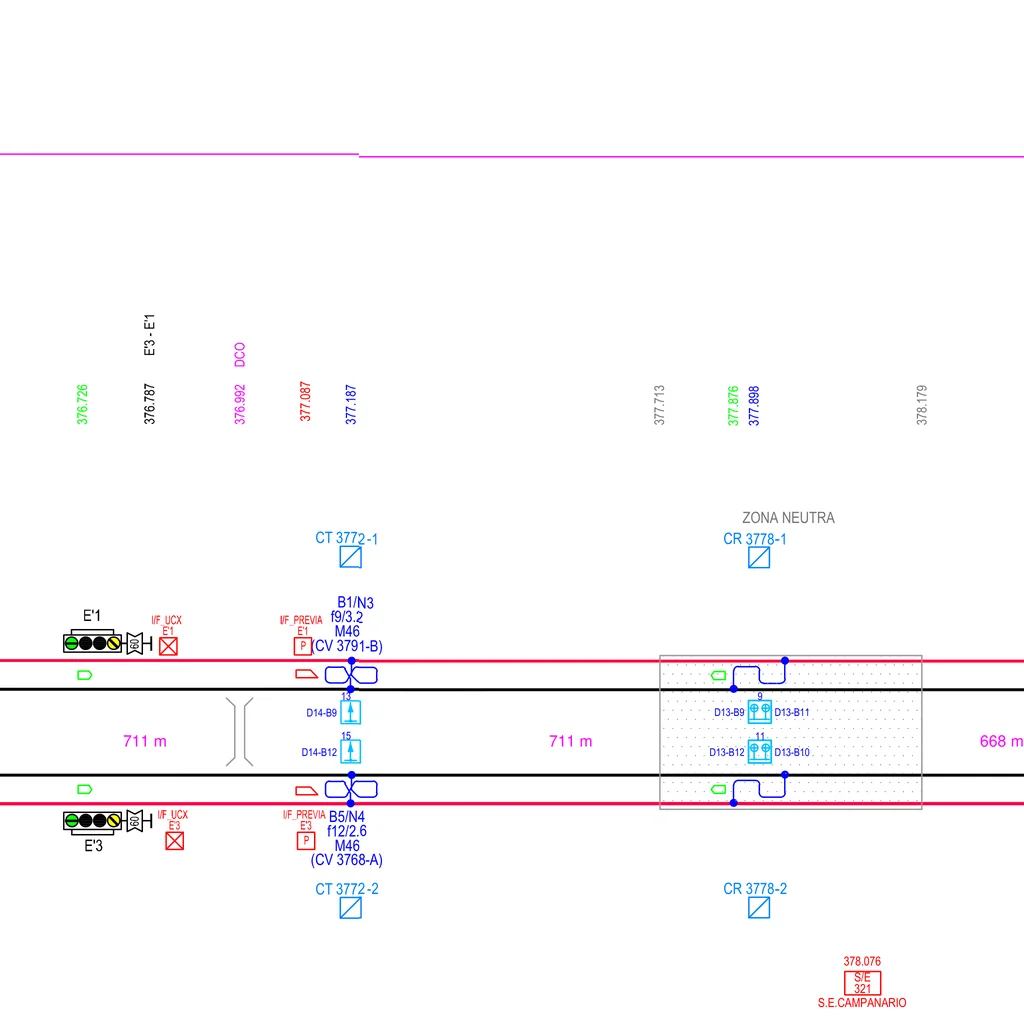 E'3 - E'1
DCO
376.726
376.787
376.992
377.087
377.187
377.713
377.876
377.898
378.179
ZONA NEUTRA
CT 3772-1
CR 3778-1
B1/N3
f9/3.2
M46
(CV 3791-B)
E'1
I/F_UCX
E'1
I/F_PREVIA
E'1
60
P
13
D14-B9
9
D13-B9
D13-B11
711 m
711 m
668 m
15
D14-B12
11
D13-B12
D13-B10
60
E'3
I/F_UCX
E'3
I/F_PREVIA
E'3
P
B5/N4
f12/2.6
M46
(CV 3768-A)
CT 3772-2
CR 3778-2
378.076
S/E
321
S.E.CAMPANARIO